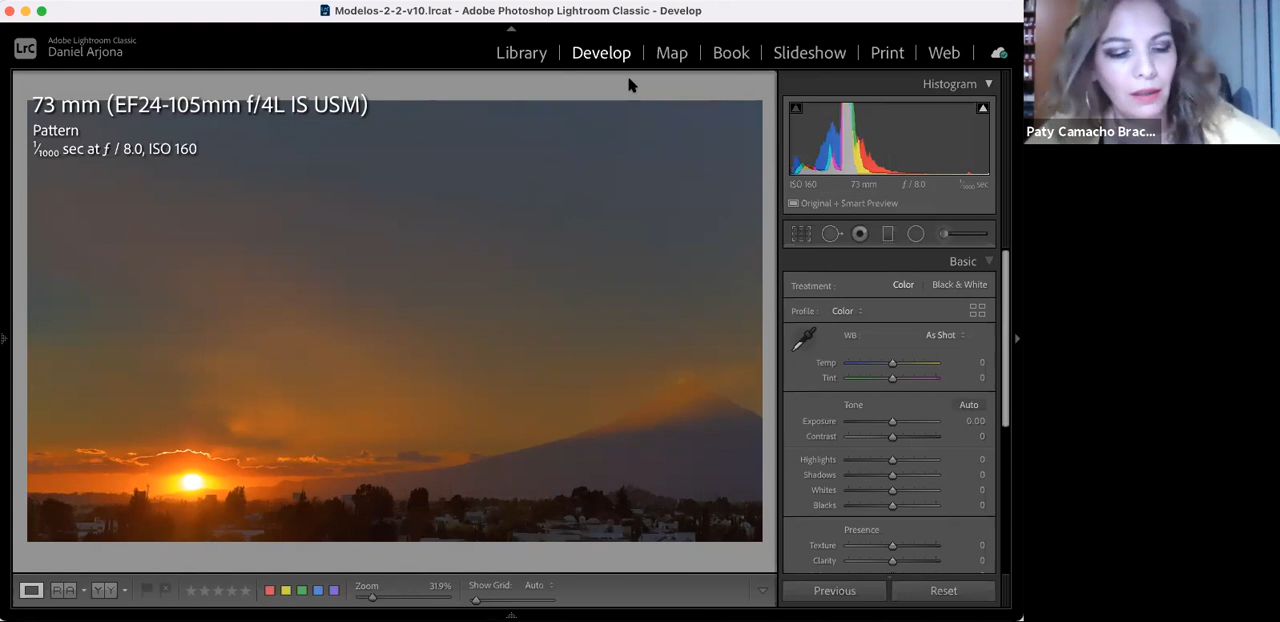 Modelos-2-2-v10.lrcat - Adobe Photoshop Lightroom Classic - Develop
LrC
Adobe Lightroom Classic
Daniel Arjona
Library | Develop | Map | Book | Slideshow | Print | Web |
73 mm (EF24-105mm f/4L IS USM)
Pattern
1/1000 sec at ƒ / 8.0, ISO 160
Histogram
ISO 160 73 mm ƒ / 8.0 1/1000 sec
Original + Smart Preview
Basic
Treatment : Color Black & White
Profile : Color
WB : As Shot
Temp 0
Tint 0
Tone Auto
Exposure 0.00
Contrast 0
Highlights 0
Shadows 0
Whites 0
Blacks 0
Presence
Texture 0
Clarity 0
Previous Reset
Zoom 31.9% Show Grid: Auto
Paty Camacho Brac...